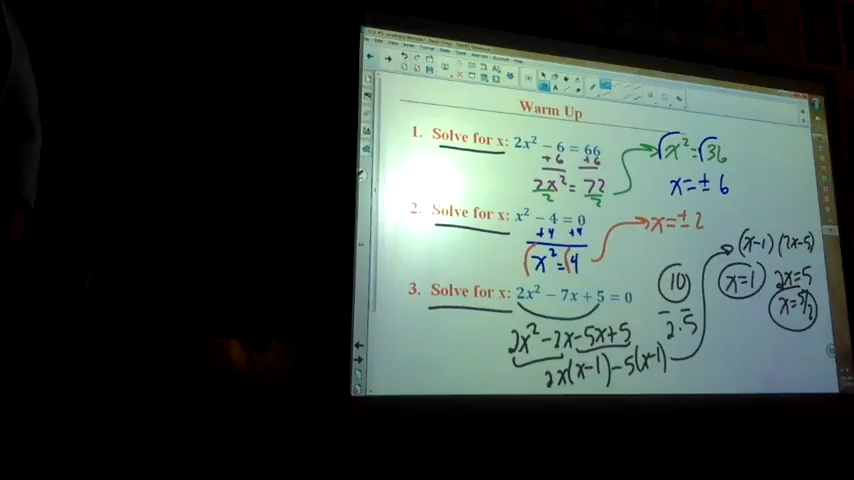 Warm Up
1. Solve for x: 2x² − 6 = 66
+6 +6
2x² = 72
2 2
√x² = √36
x = ± 6
2. Solve for x: x² − 4 = 0
+4 +4
√x² = √4
x = ± 2
3. Solve for x: 2x² − 7x + 5 = 0
10
-2 · -5
2x² − 2x − 5x + 5
2x(x−1) − 5(x−1)
(x−1)(2x−5)
x=1
2x=5
x=5/2